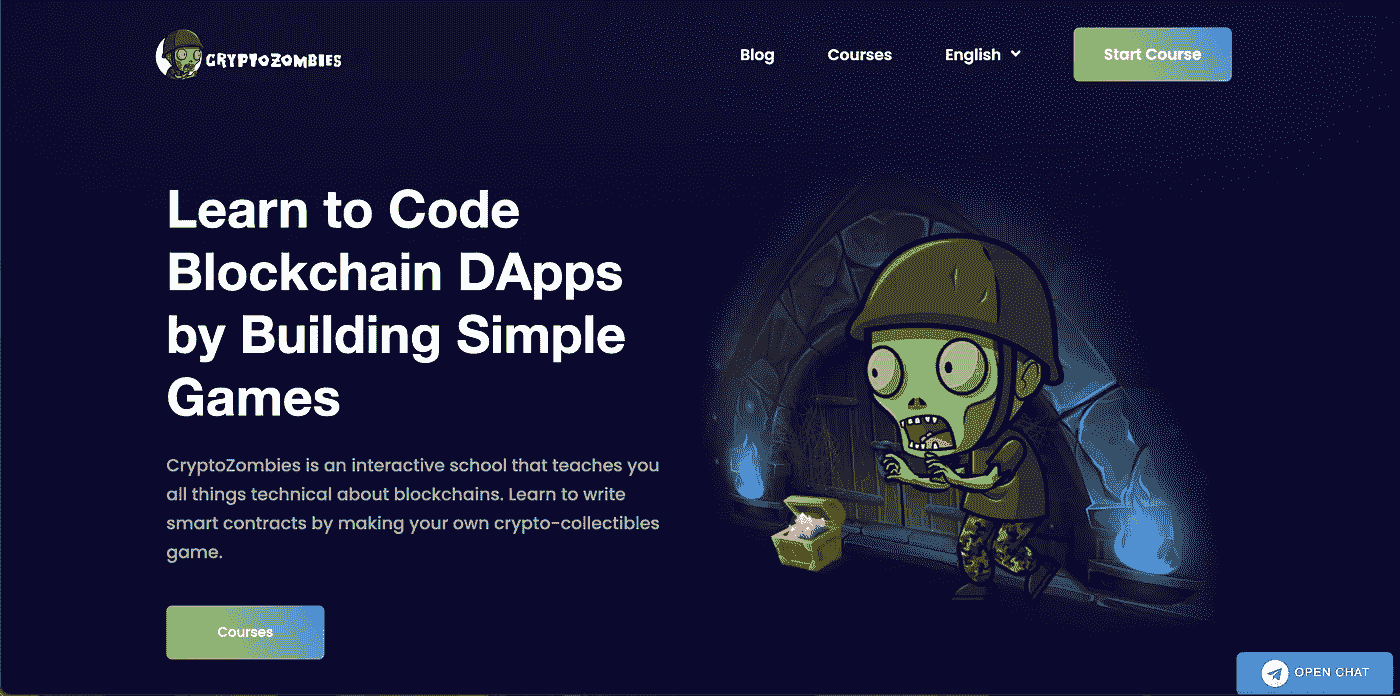 CRYPTOZOMBIES
Blog
Courses
English
Start Course
Learn to Code
Blockchain DApps
by Building Simple
Games
CryptoZombies is an interactive school that teaches you
all things technical about blockchains. Learn to write
smart contracts by making your own crypto-collectibles
game.
Courses
OPEN CHAT